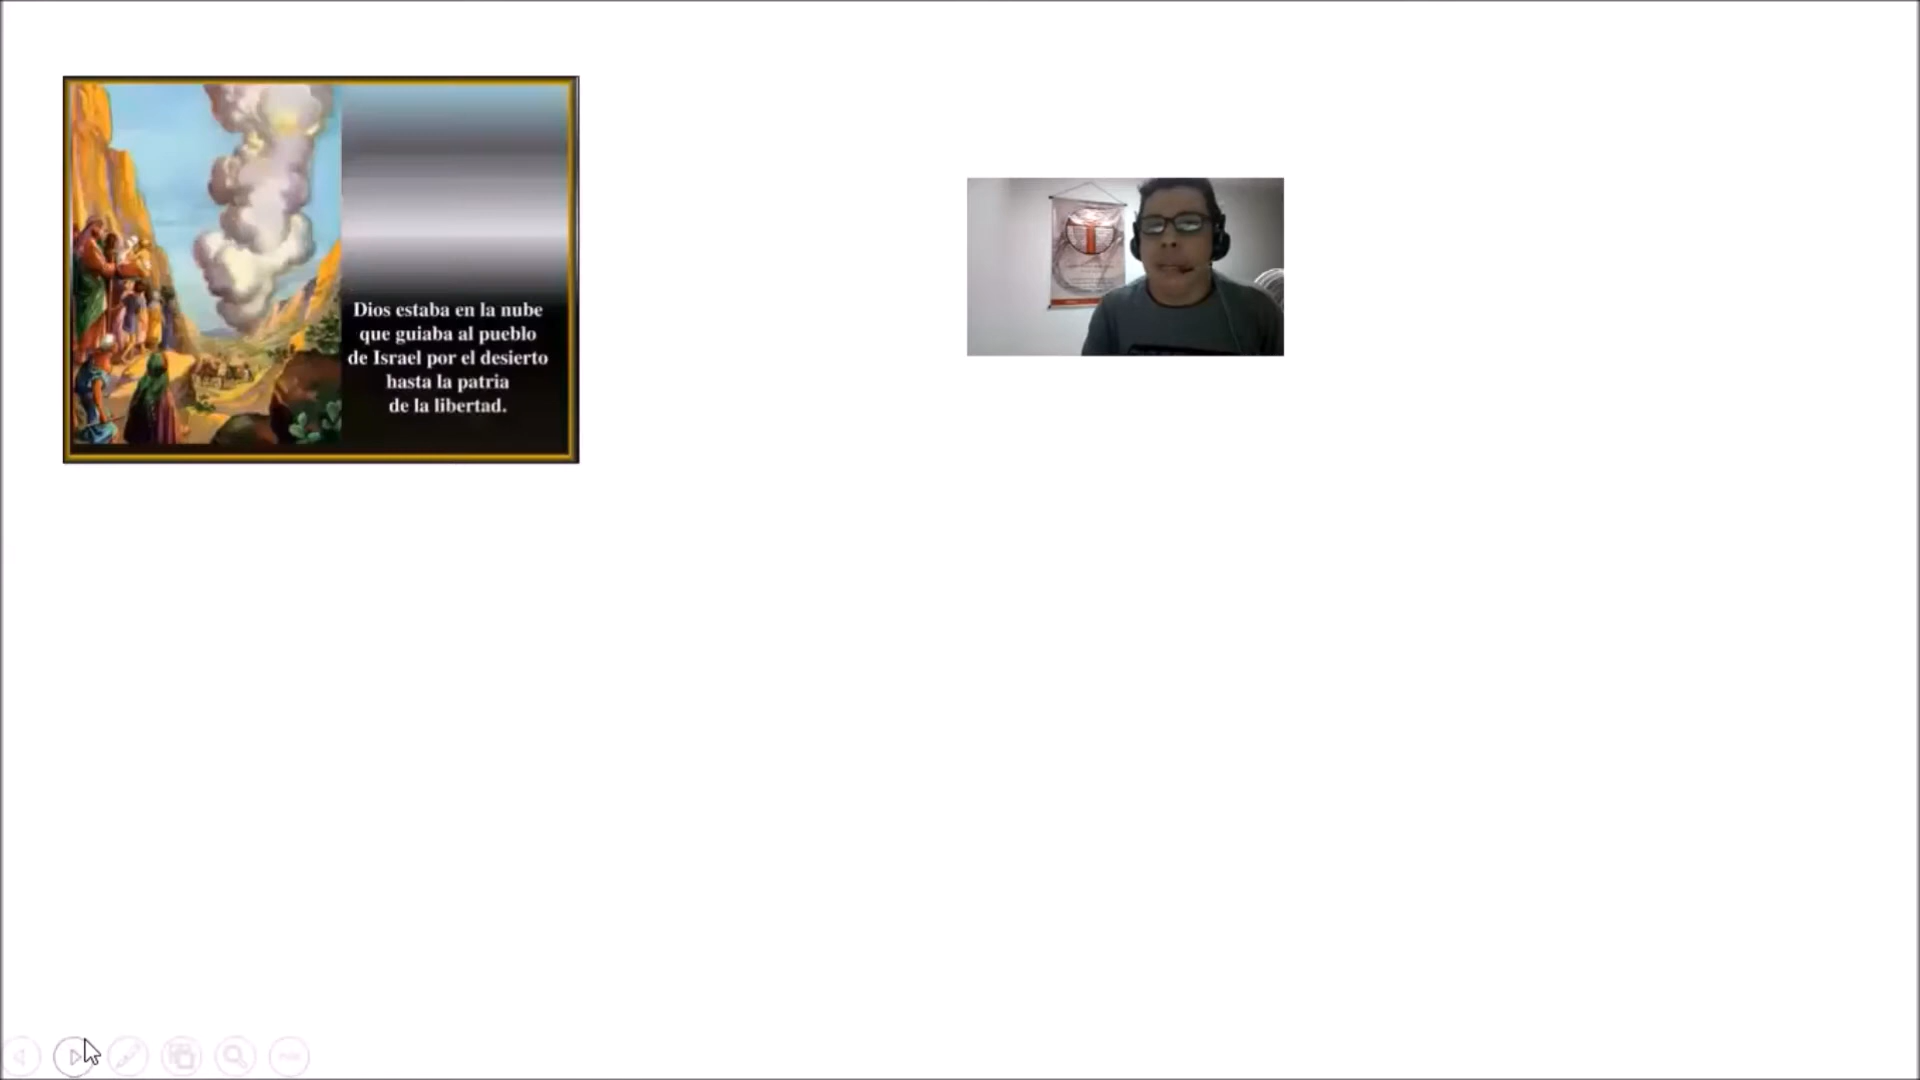 Dios estaba en la nube
que guiaba al pueblo
de Israel por el desierto
hasta la patria
de la libertad.